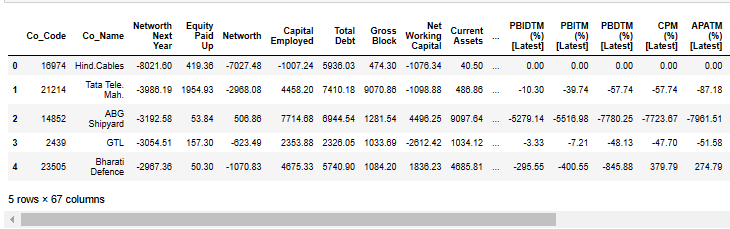 Co_Code Co_Name Networth Next Year Equity Paid Up Networth Capital Employed Total Debt Gross Block Net Working Capital Current Assets ... PBIDTM (%) [Latest] PBITM (%) [Latest] PBDTM (%) [Latest] CPM (%) [Latest] APATM (%) [Latest]
0 16974 Hind.Cables -8021.60 419.36 -7027.48 -1007.24 5936.03 474.30 -1076.34 40.50 ... 0.00 0.00 0.00 0.00 0.00
1 21214 Tata Tele. Mah. -3986.19 1954.93 -2968.08 4458.20 7410.18 9070.86 -1098.88 486.86 ... -10.30 -39.74 -57.74 -57.74 -87.18
2 14852 ABG Shipyard -3192.58 53.84 506.86 7714.68 6944.54 1281.54 4496.25 9097.64 ... -5279.14 -5516.98 -7780.25 -7723.67 -7961.51
3 2439 GTL -3054.51 157.30 -623.49 2353.88 2326.05 1033.69 -2612.42 1034.12 ... -3.33 -7.21 -48.13 -47.70 -51.58
4 23505 Bharati Defence -2967.36 50.30 -1070.83 4675.33 5740.90 1084.20 1836.23 4685.81 ... -295.55 -400.55 -845.88 379.79 274.79
5 rows × 67 columns